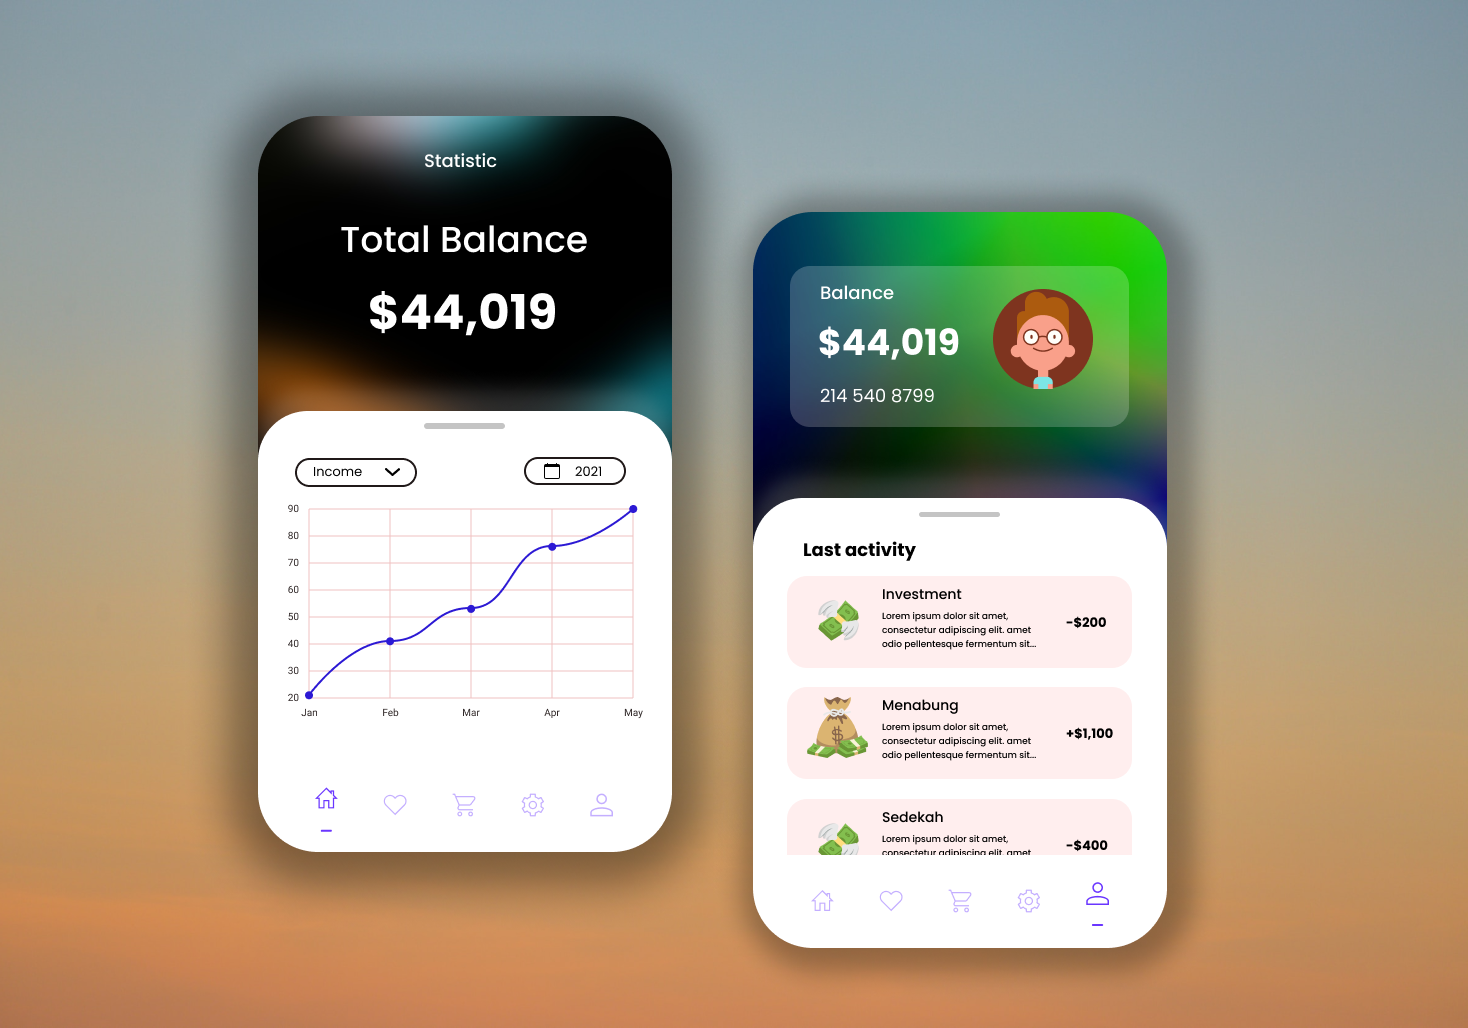 Statistic
Total Balance
$44,019
Income
2021
90
80
70
60
50
40
30
20
Jan Feb Mar Apr May
Balance
$44,019
214 540 8799
Last activity
Investment
Lorem ipsum dolor sit amet,
consectetur adipiscing elit. amet
odio pellentesque fermentum sit...
-$200
Menabung
Lorem ipsum dolor sit amet,
consectetur adipiscing elit. amet
odio pellentesque fermentum sit...
+$1,100
Sedekah
Lorem ipsum dolor sit amet,
consectetur adipiscing elit. amet
-$400